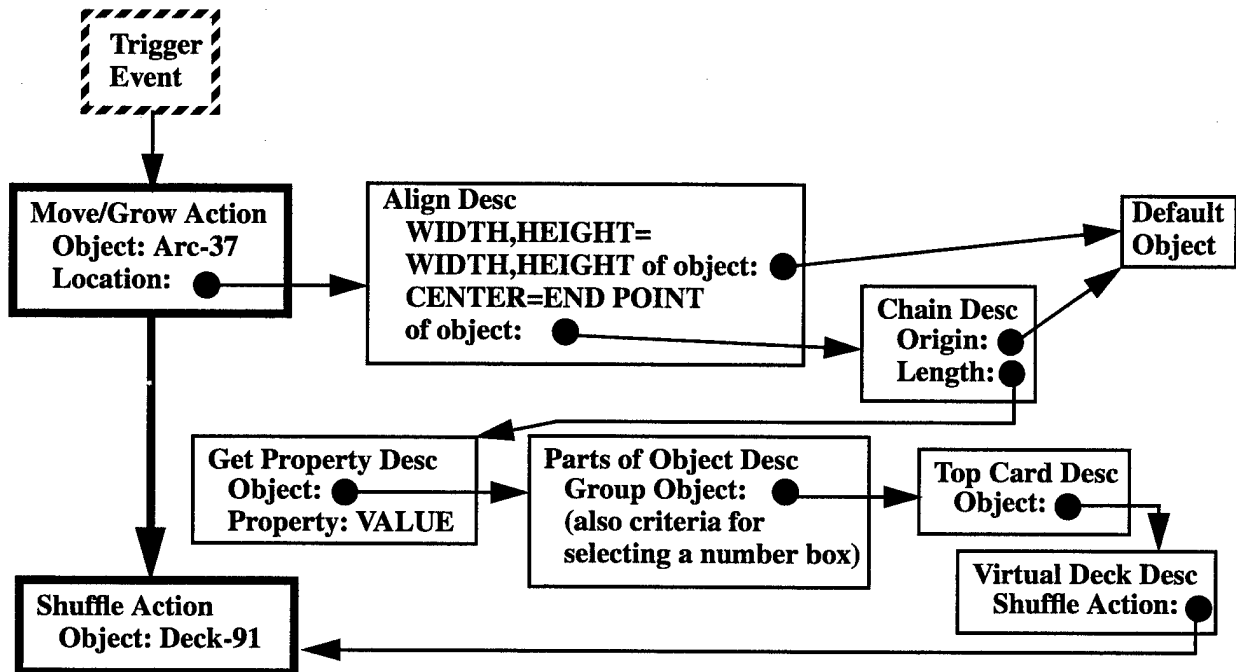 Trigger
Event
Move/Grow Action
Object: Arc-37
Location:
Align Desc
WIDTH,HEIGHT=
WIDTH,HEIGHT of object:
CENTER=END POINT
of object:
Default
Object
Chain Desc
Origin:
Length:
Get Property Desc
Object:
Property: VALUE
Parts of Object Desc
Group Object:
(also criteria for
selecting a number box)
Top Card Desc
Object:
Virtual Deck Desc
Shuffle Action:
Shuffle Action
Object: Deck-91